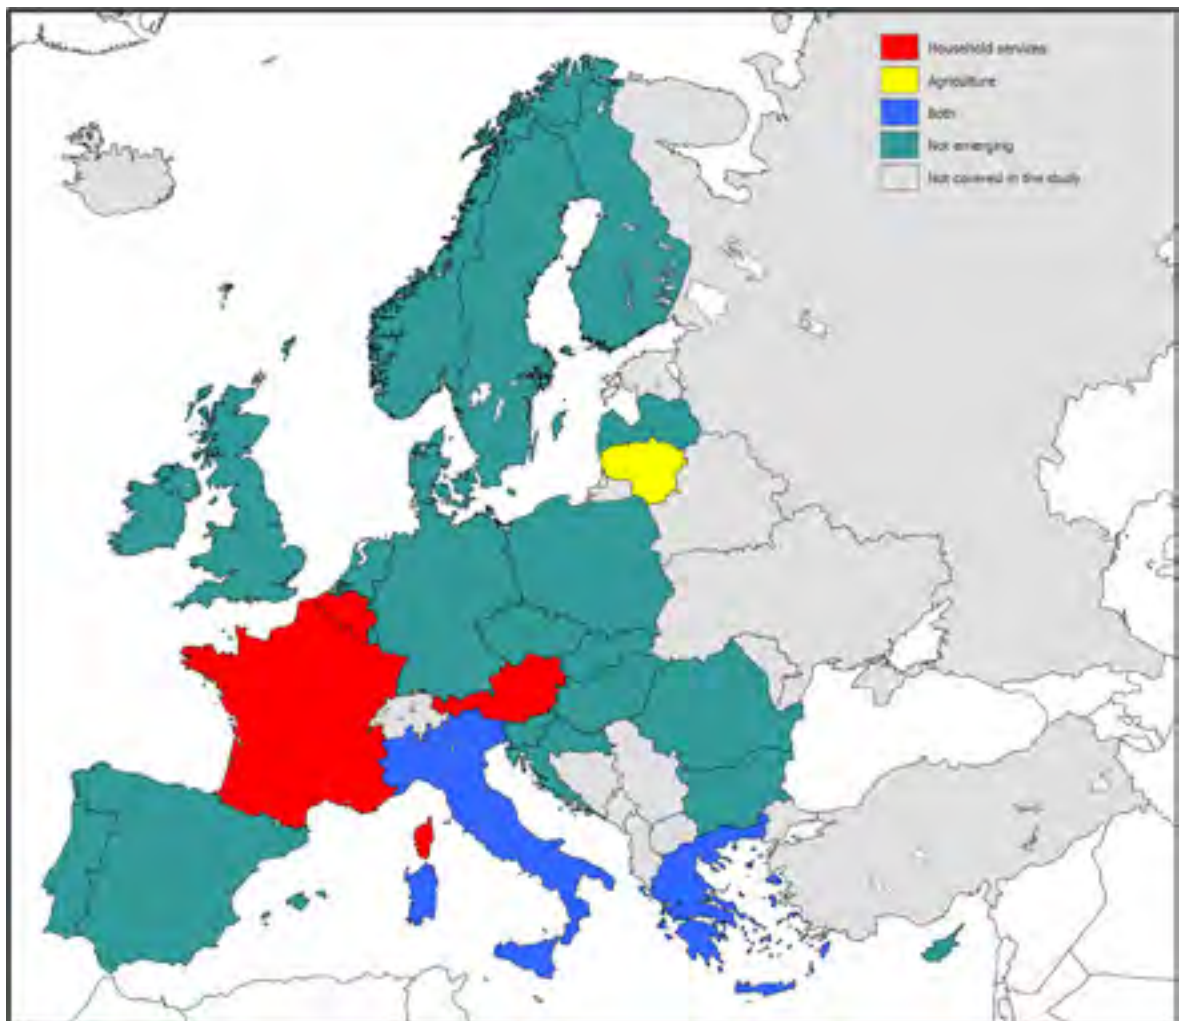 Household services
Agriculture
Both
Not emerging
Not covered in the study